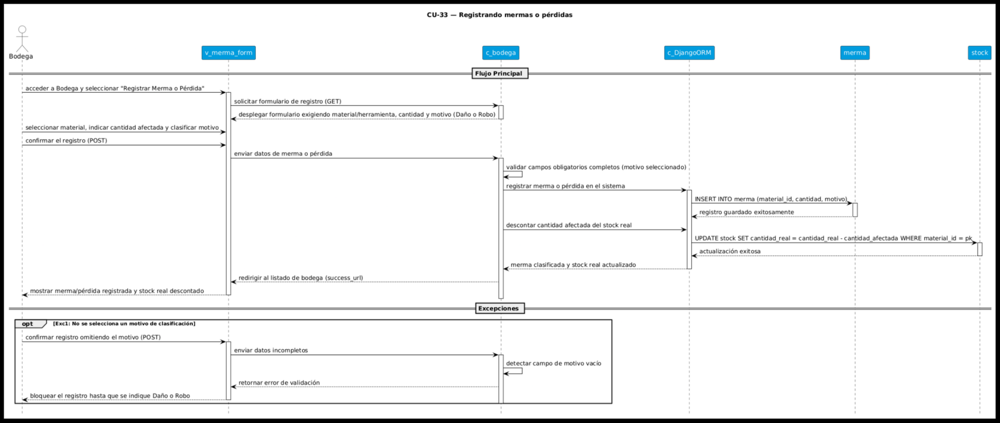 CU-33 — Registrando mermas o pérdidas
Bodega
v_merma_form
c_bodega
c_DjangoORM
merma
stock
Flujo Principal
acceder a Bodega y seleccionar "Registrar Merma o Pérdida"
solicitar formulario de registro (GET)
desplegar formulario exigiendo material/herramienta, cantidad y motivo (Daño o Robo)
seleccionar material, indicar cantidad afectada y clasificar motivo
confirmar el registro (POST)
enviar datos de merma o pérdida
validar campos obligatorios completos (motivo seleccionado)
registrar merma o pérdida en el sistema
INSERT INTO merma (material_id, cantidad, motivo)
registro guardado exitosamente
descontar cantidad afectada del stock real
UPDATE stock SET cantidad_real = cantidad_real - cantidad_afectada WHERE material_id = pk
actualización exitosa
merma clasificada y stock real actualizado
redirigir al listado de bodega (success_url)
mostrar merma/pérdida registrada y stock real descontado
Excepciones
opt [Exc1: No se selecciona un motivo de clasificación]
confirmar registro omitiendo el motivo (POST)
enviar datos incompletos
detectar campo de motivo vacío
retornar error de validación
bloquear el registro hasta que se indique Daño o Robo